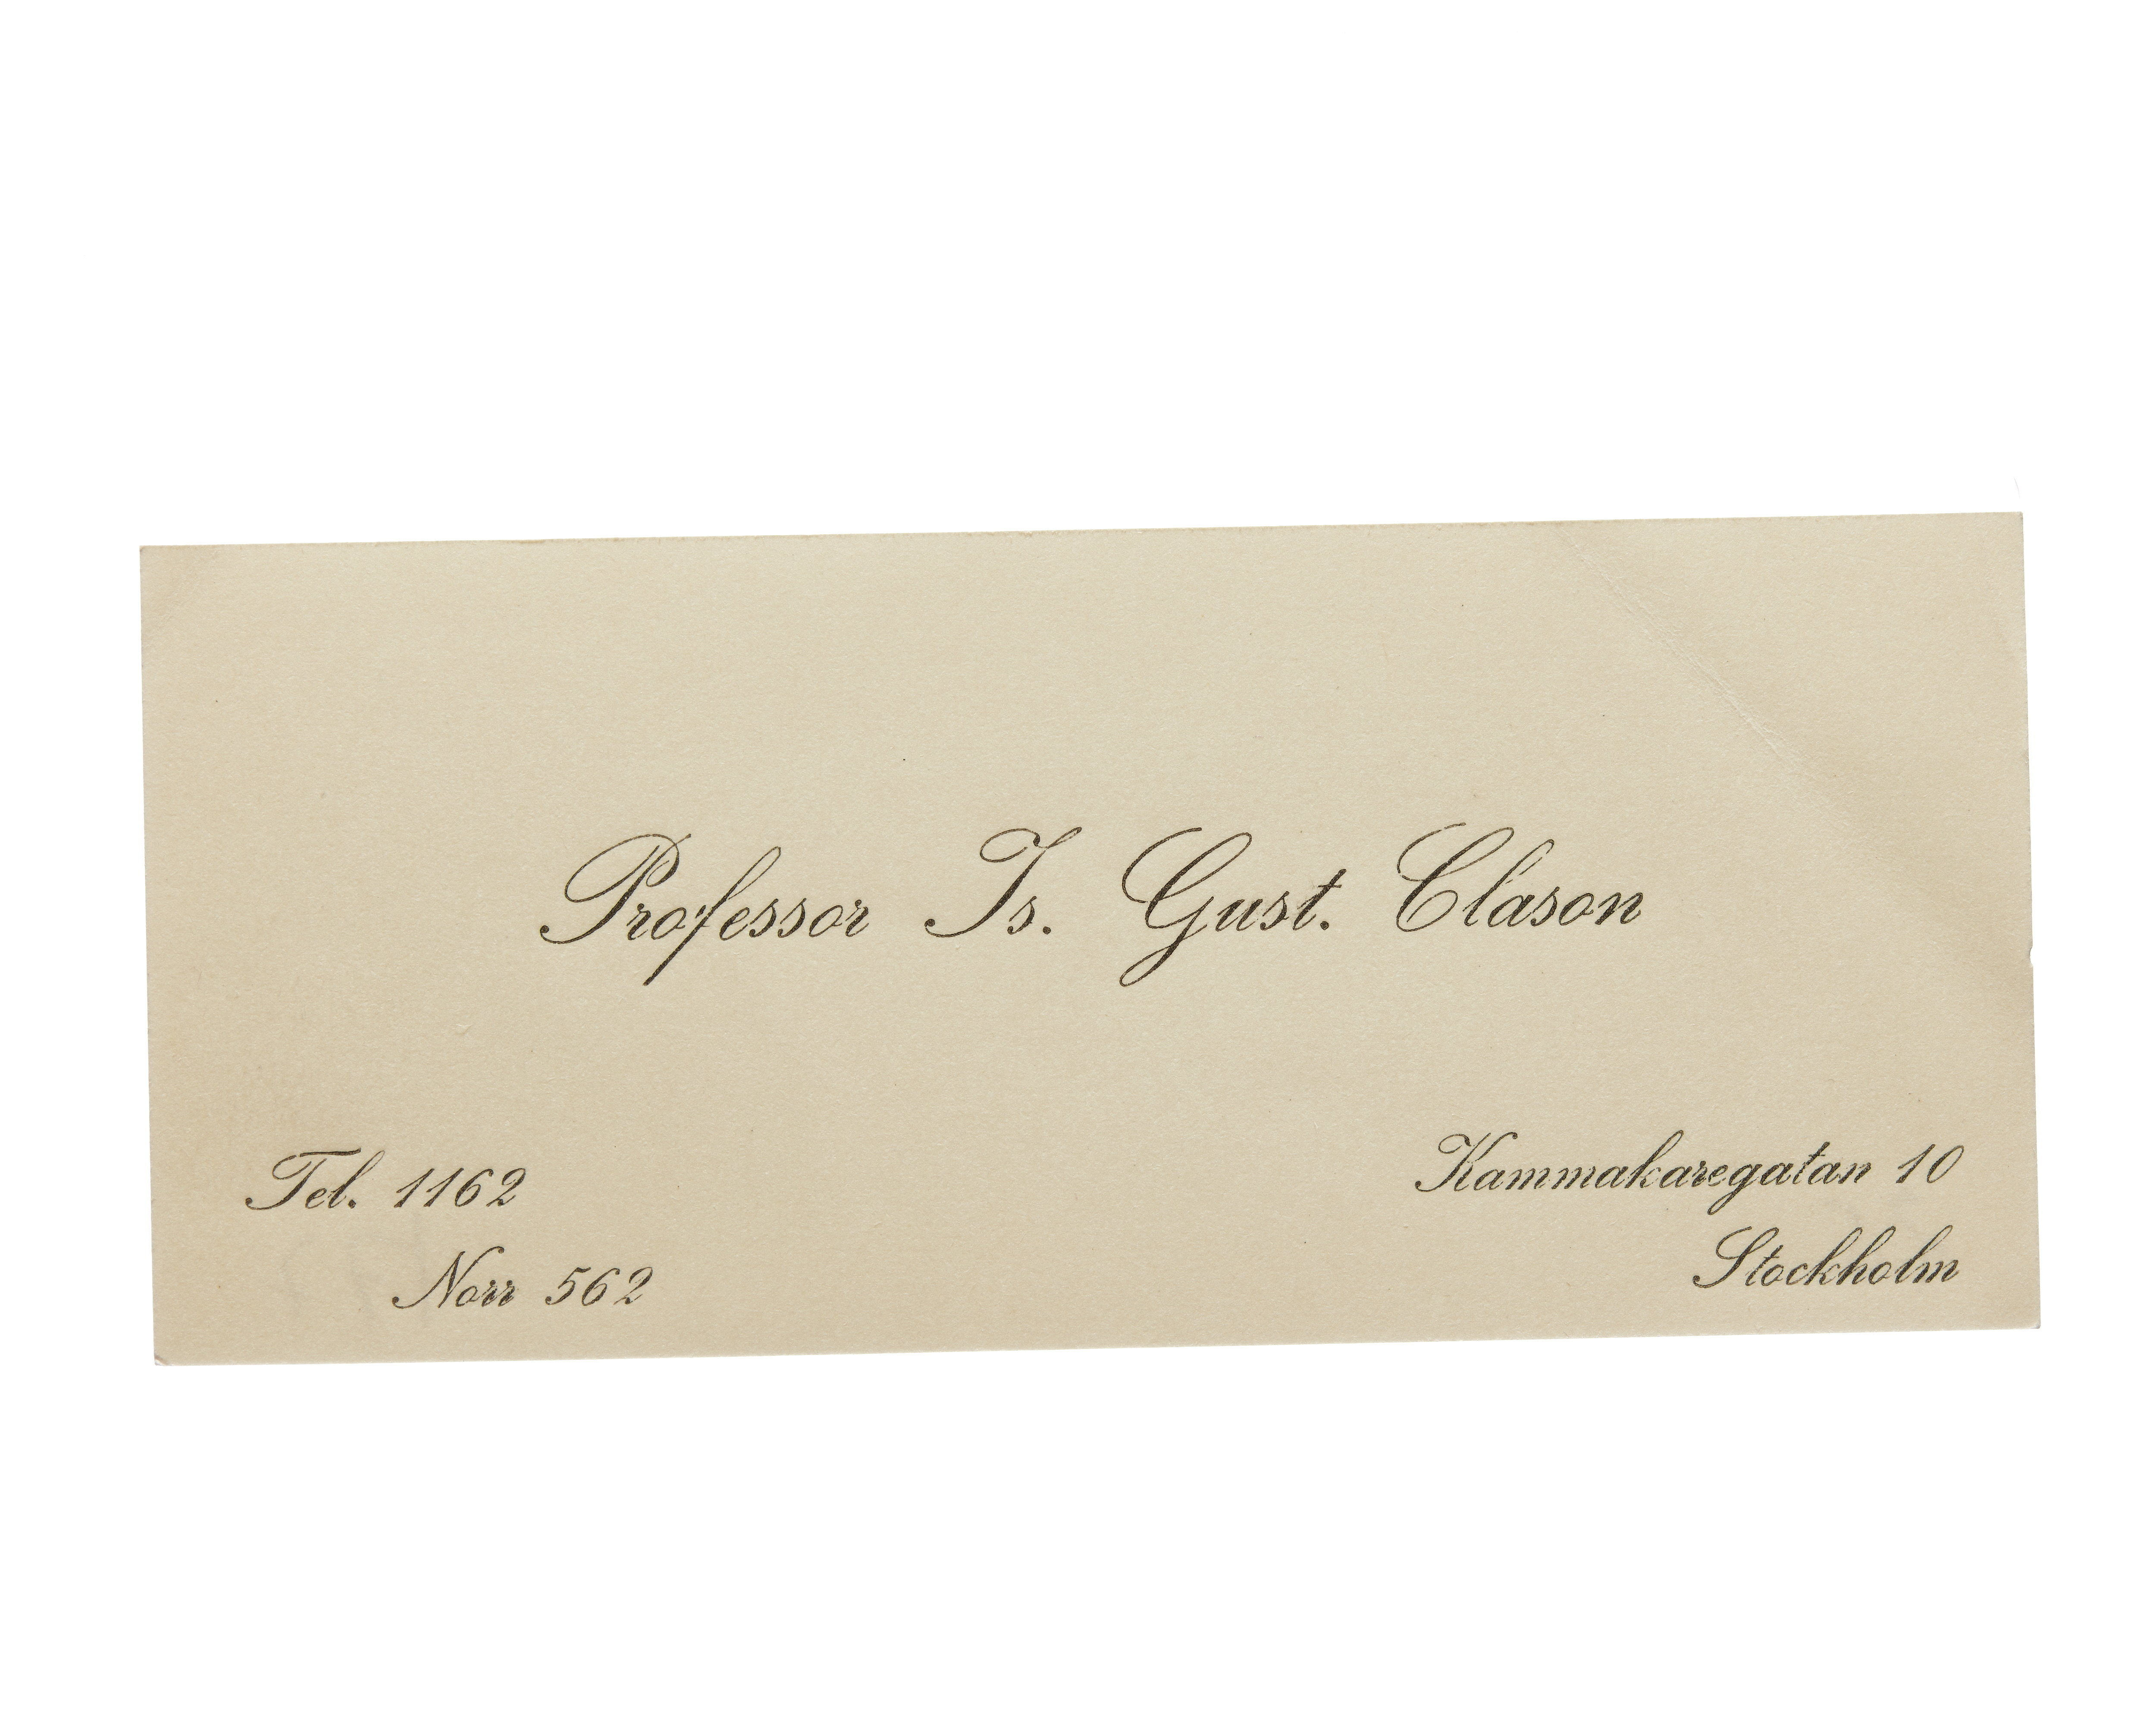 Professor Is. Gust. Clason
Tel. 1162
Norr 562
Kammakaregatan 10
Stockholm